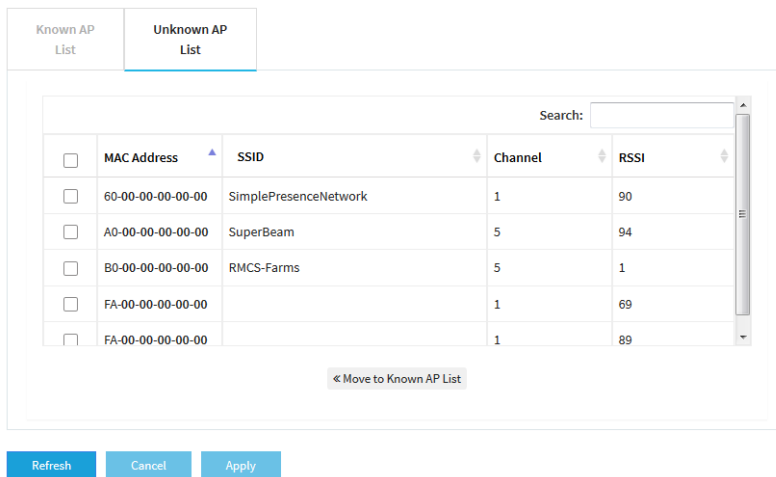 Known AP
List
Unknown AP
List
Search:
MAC Address SSID Channel RSSI
60-00-00-00-00-00 SimplePresenceNetwork 1 90
A0-00-00-00-00-00 SuperBeam 5 94
B0-00-00-00-00-00 RMCS-Farms 5 1
FA-00-00-00-00-00 1 69
FA-00-00-00-00-00 1 89
« Move to Known AP List
Refresh Cancel Apply